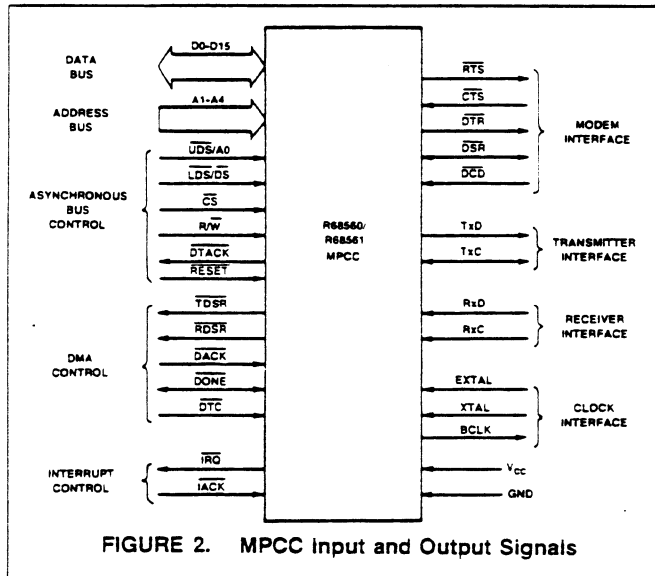 D0-D15
DATA
BUS
A1-A4
ADDRESS
BUS
UDS/A0
LDS/DS
CS
R/W
DTACK
RESET
ASYNCHRONOUS
BUS
CONTROL
TDSR
RDSR
DACK
DONE
DTC
DMA
CONTROL
IRQ
IACK
INTERRUPT
CONTROL
R68560/
R68561
MPCC
RTS
CTS
DTR
DSR
DCD
MODEM
INTERFACE
TxD
TxC
TRANSMITTER
INTERFACE
RxD
RxC
RECEIVER
INTERFACE
EXTAL
XTAL
BCLK
CLOCK
INTERFACE
VCC
GND
FIGURE 2. MPCC Input and Output Signals